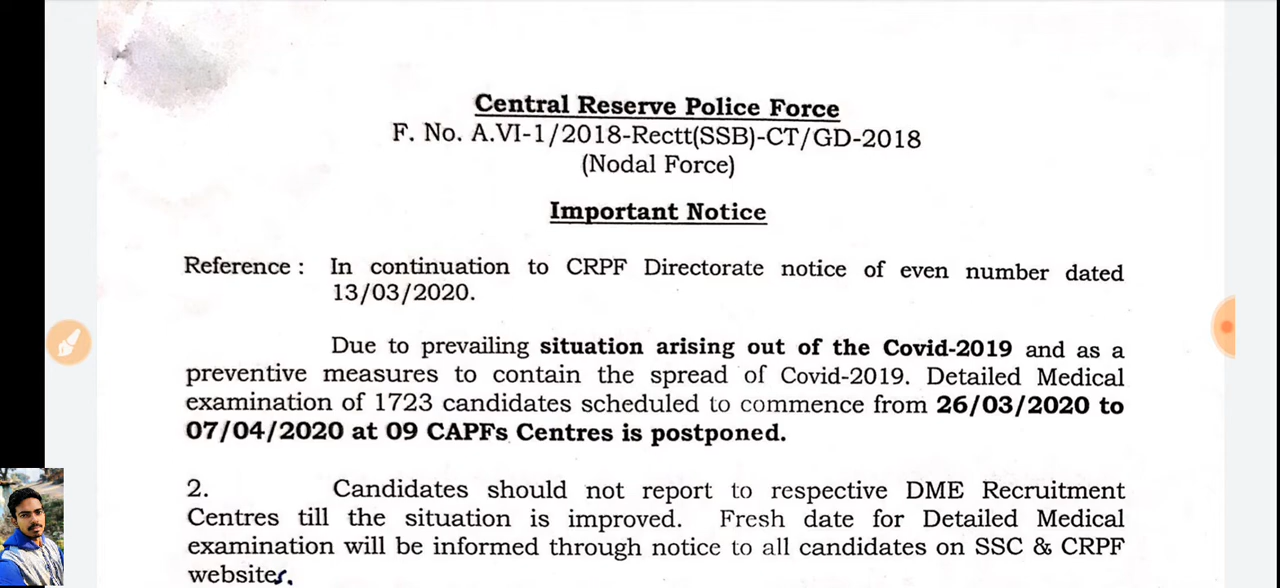 Central Reserve Police Force
F. No. A.VI-1/2018-Rectt(SSB)-CT/GD-2018
(Nodal Force)
Important Notice
Reference : In continuation to CRPF Directorate notice of even number dated
13/03/2020.
Due to prevailing situation arising out of the Covid-2019 and as a
preventive measures to contain the spread of Covid-2019. Detailed Medical
examination of 1723 candidates scheduled to commence from 26/03/2020 to
07/04/2020 at 09 CAPFs Centres is postponed.
2. Candidates should not report to respective DME Recruitment
Centres till the situation is improved. Fresh date for Detailed Medical
examination will be informed through notice to all candidates on SSC & CRPF
websites.